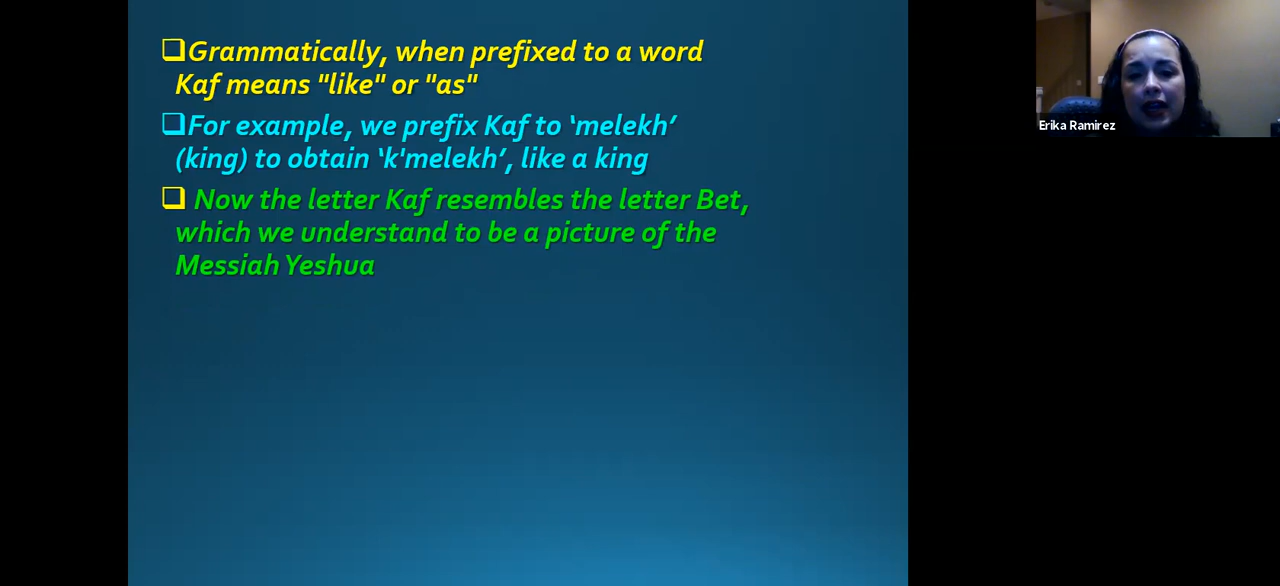 Grammatically, when prefixed to a word
Kaf means "like" or "as"
For example, we prefix Kaf to ‘melekh’
(king) to obtain ‘k'melekh’, like a king
Now the letter Kaf resembles the letter Bet,
which we understand to be a picture of the
Messiah Yeshua
Erika Ramirez